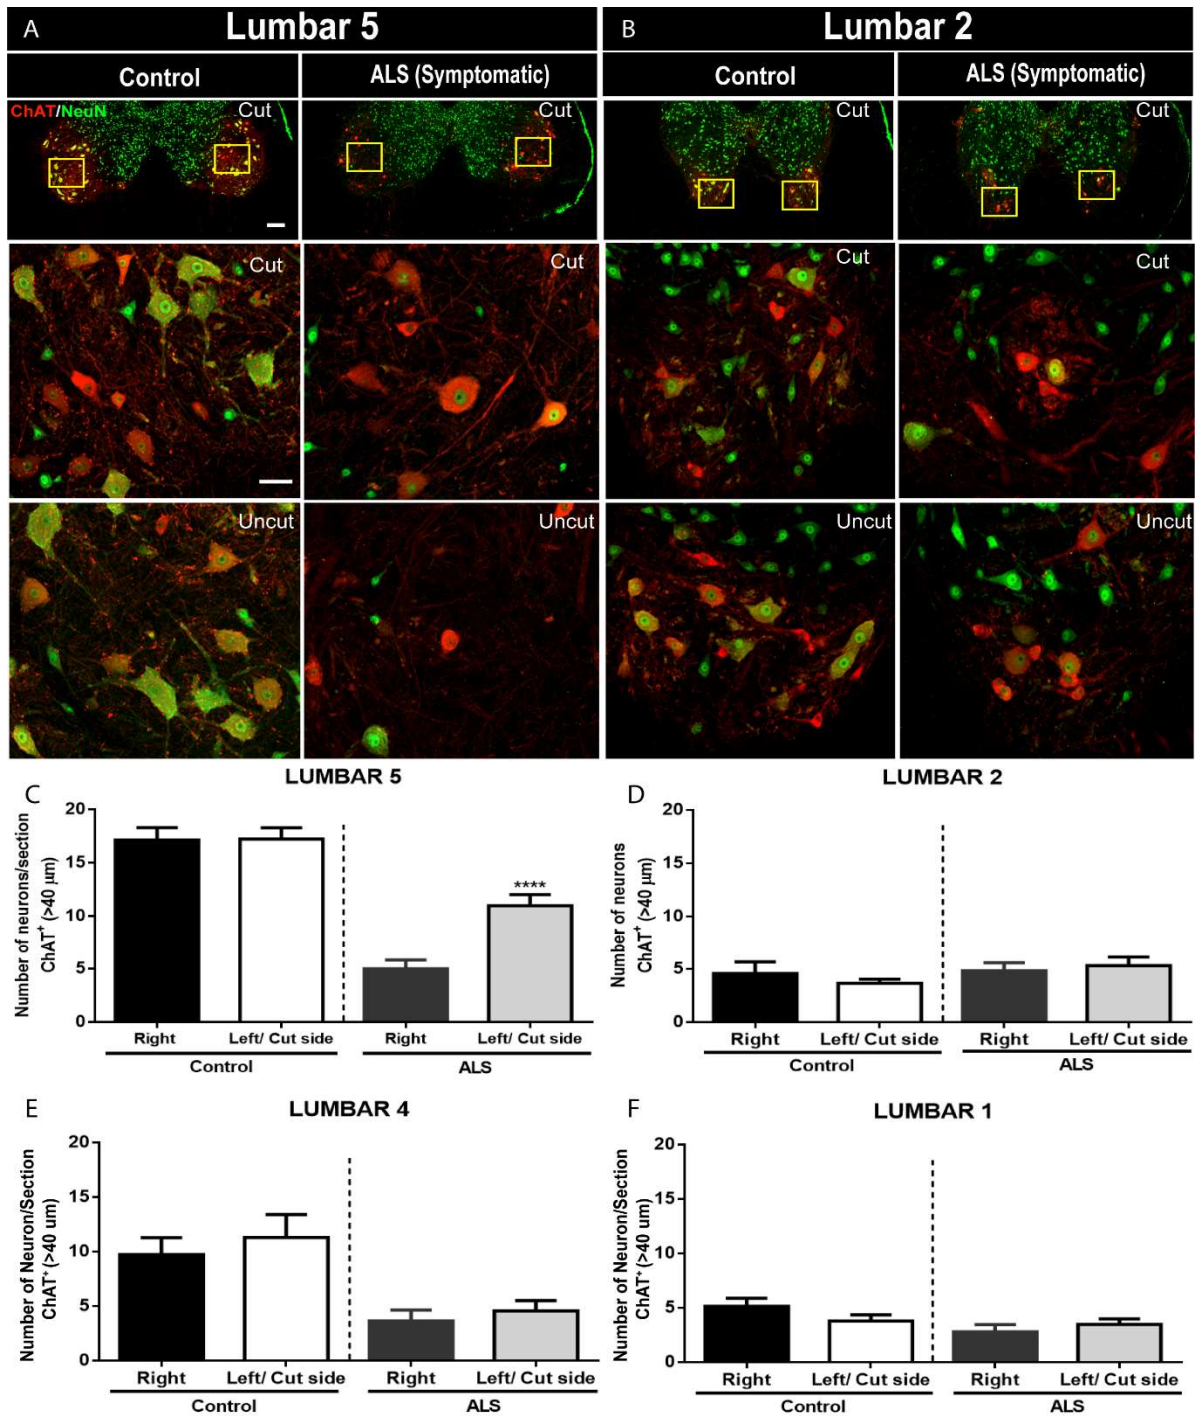 A
Lumbar 5
B
Lumbar 2
Control
ALS (Symptomatic)
Control
ALS (Symptomatic)
ChAT/NeuN
Cut
Cut
Cut
Cut
Cut
Cut
Cut
Cut
Uncut
Uncut
Uncut
Uncut
C
LUMBAR 5
Number of neurons/section
ChAT⁺ (>40 µm)
20
15
10
5
0
****
Right
Left/ Cut side
Right
Left/ Cut side
Control
ALS
D
LUMBAR 2
Number of neurons
ChAT⁺ (>40 µm)
20
15
10
5
0
Right
Left/ Cut side
Right
Left/ Cut side
Control
ALS
E
LUMBAR 4
Number of Neuron/Section
ChAT⁺ (>40 um)
20
15
10
5
0
Right
Left/ Cut side
Right
Left/ Cut side
Control
ALS
F
LUMBAR 1
Number of Neuron/Section
ChAT⁺ (>40 um)
20
15
10
5
0
Right
Left/ Cut side
Right
Left/ Cut side
Control
ALS